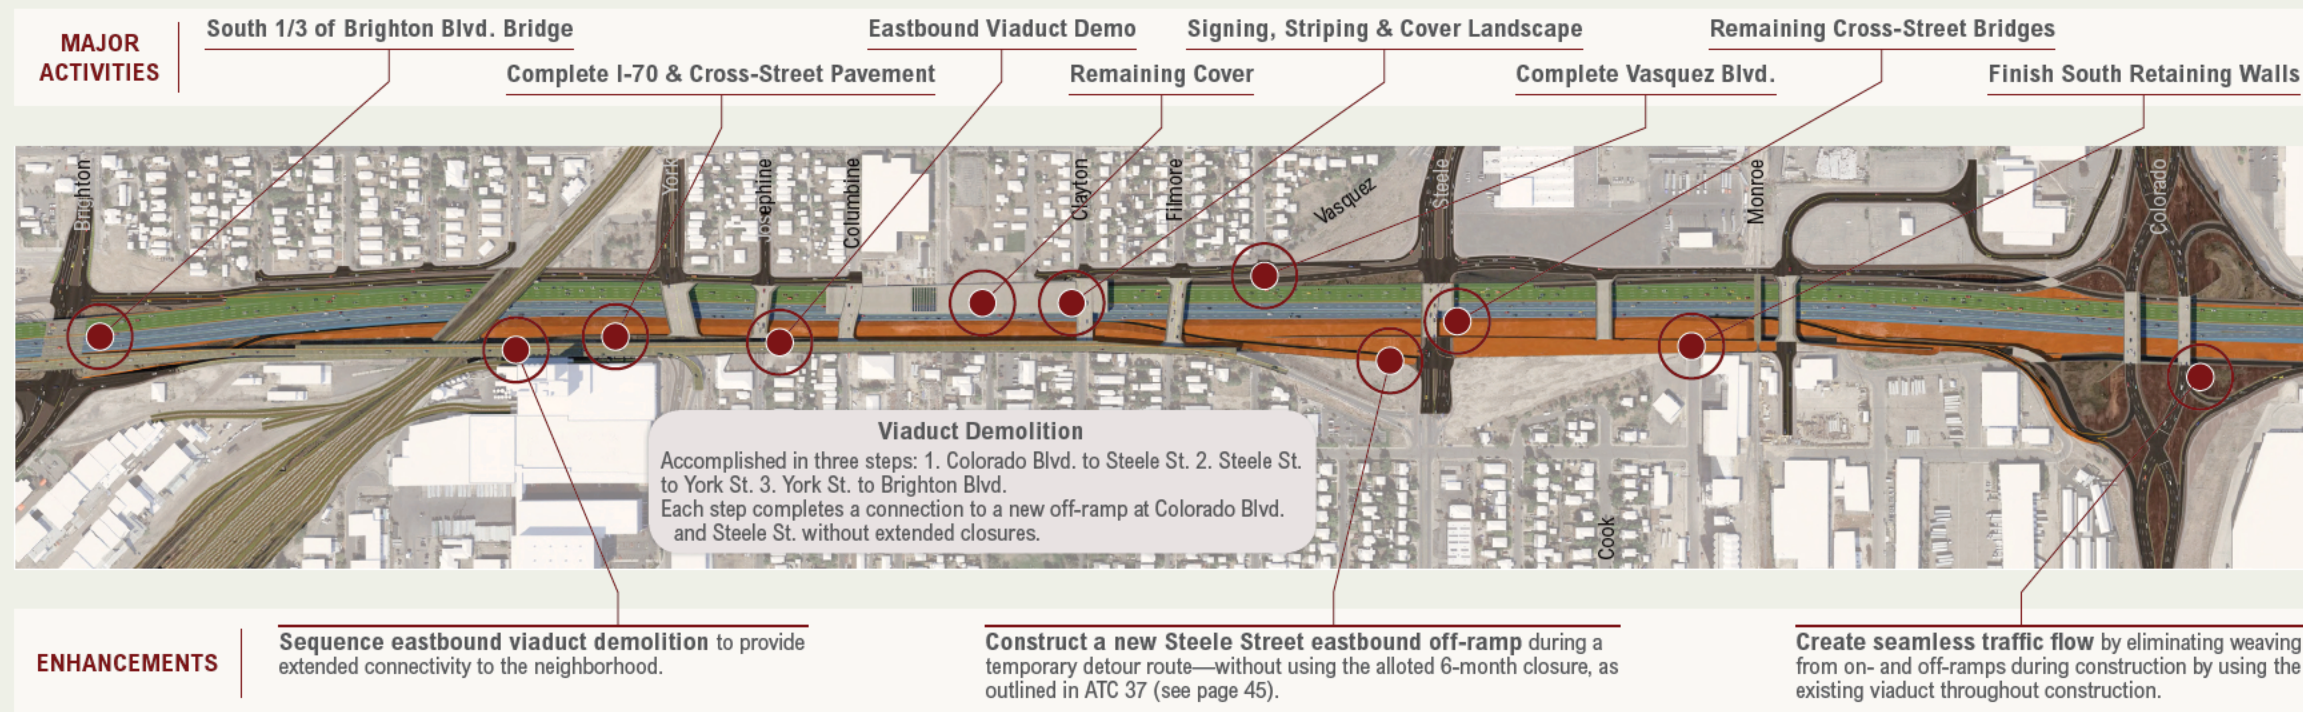 MAJOR
ACTIVITIES
South 1/3 of Brighton Blvd. Bridge
Complete I-70 & Cross-Street Pavement
Eastbound Viaduct Demo
Remaining Cover
Signing, Striping & Cover Landscape
Complete Vasquez Blvd.
Remaining Cross-Street Bridges
Finish South Retaining Walls
Brighton
York
Josephine
Columbine
Clayton
Filmore
Vasquez
Steele
Monroe
Colorado
Cook
Viaduct Demolition
Accomplished in three steps: 1. Colorado Blvd. to Steele St. 2. Steele St.
to York St. 3. York St. to Brighton Blvd.
Each step completes a connection to a new off-ramp at Colorado Blvd.
and Steele St. without extended closures.
ENHANCEMENTS
Sequence eastbound viaduct demolition to provide
extended connectivity to the neighborhood.
Construct a new Steele Street eastbound off-ramp during a
temporary detour route—without using the alloted 6-month closure, as
outlined in ATC 37 (see page 45).
Create seamless traffic flow by eliminating weaving
from on- and off-ramps during construction by using the
existing viaduct throughout construction.